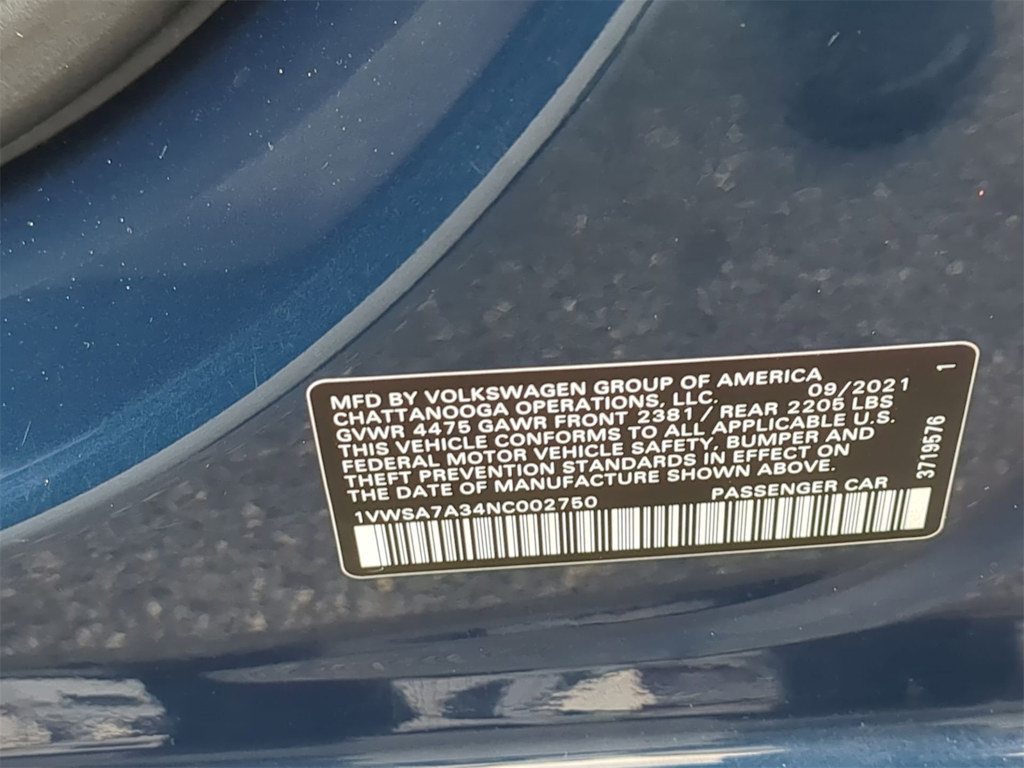 MFD BY VOLKSWAGEN GROUP OF AMERICA
CHATTANOOGA OPERATIONS, LLC. 09/2021
GVWR 4475 GAWR FRONT 2381 / REAR 2205 LBS
THIS VEHICLE CONFORMS TO ALL APPLICABLE U.S.
FEDERAL MOTOR VEHICLE SAFETY, BUMPER AND
THEFT PREVENTION STANDARDS IN EFFECT ON
THE DATE OF MANUFACTURE SHOWN ABOVE.
1VWSA7A34NC002750 PASSENGER CAR
3719576 1